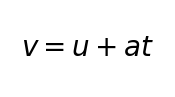 v = u + at